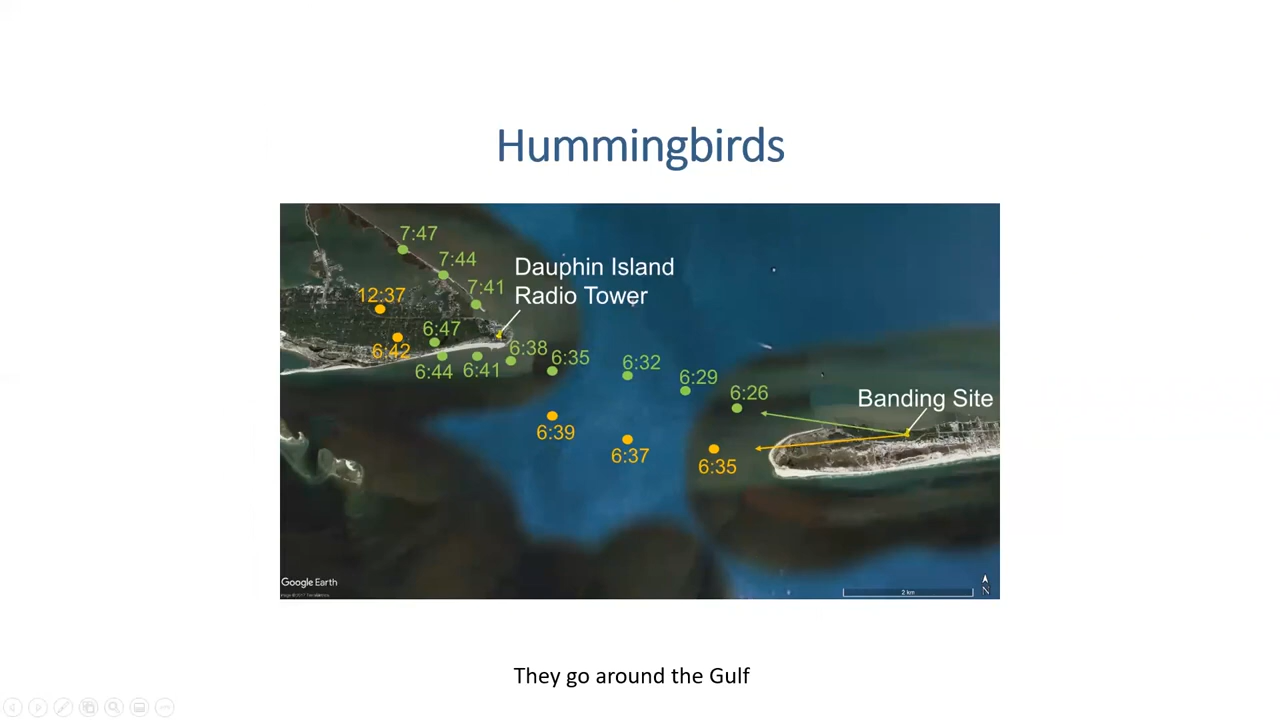 Hummingbirds
7:47
7:44
7:41
Dauphin Island
Radio Tower
12:37
6:47
6:42
6:44
6:41
6:38
6:35
6:32
6:29
6:26
Banding Site
6:39
6:37
6:35
Google Earth
N
2 km
They go around the Gulf